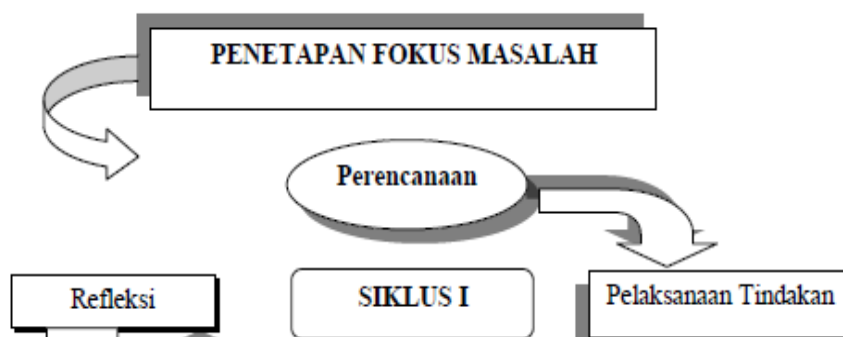 PENETAPAN FOKUS MASALAH
Perencanaan
Refleksi
SIKLUS I
Pelaksanaan Tindakan